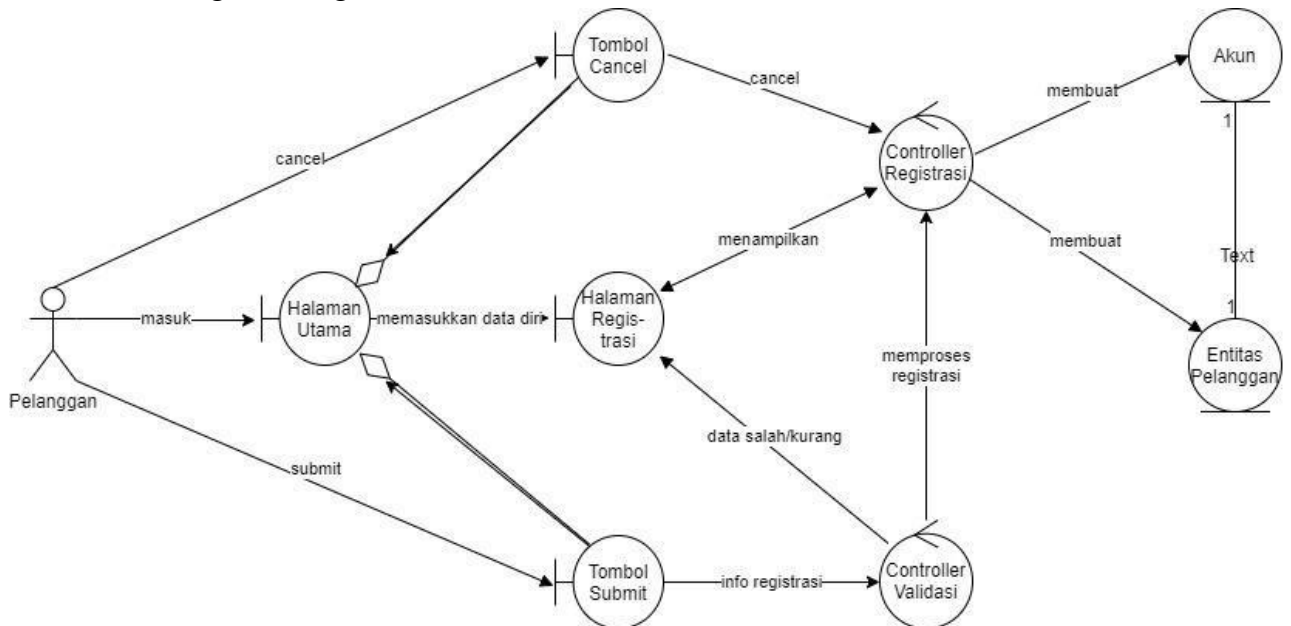 Tombol
Cancel
Akun
cancel
membuat
1
Controller
Registrasi
cancel
menampilkan
membuat
Text
1
Halaman
Utama
masuk
memasukkan data diri
Halaman
Regis-
trasi
memproses
registrasi
Entitas
Pelanggan
Pelanggan
data salah/kurang
submit
Tombol
Submit
info registrasi
Controller
Validasi